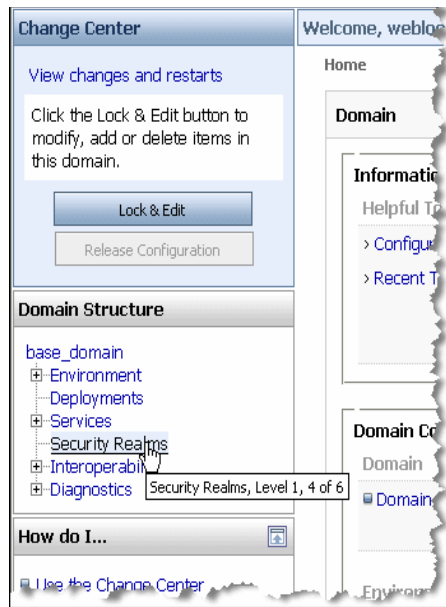 Change Center
View changes and restarts
Click the Lock & Edit button to
modify, add or delete items in
this domain.
Lock & Edit
Release Configuration
Domain Structure
base_domain
Environment
Deployments
Services
Security Realms
Interoperabi
Diagnostics
Security Realms, Level 1, 4 of 6
How do I...
Use the Change Center
Welcome, weblo
Home
Domain
Informatio
Helpful T
> Configu
> Recent T
Domain Co
Domain
Domain
Environ